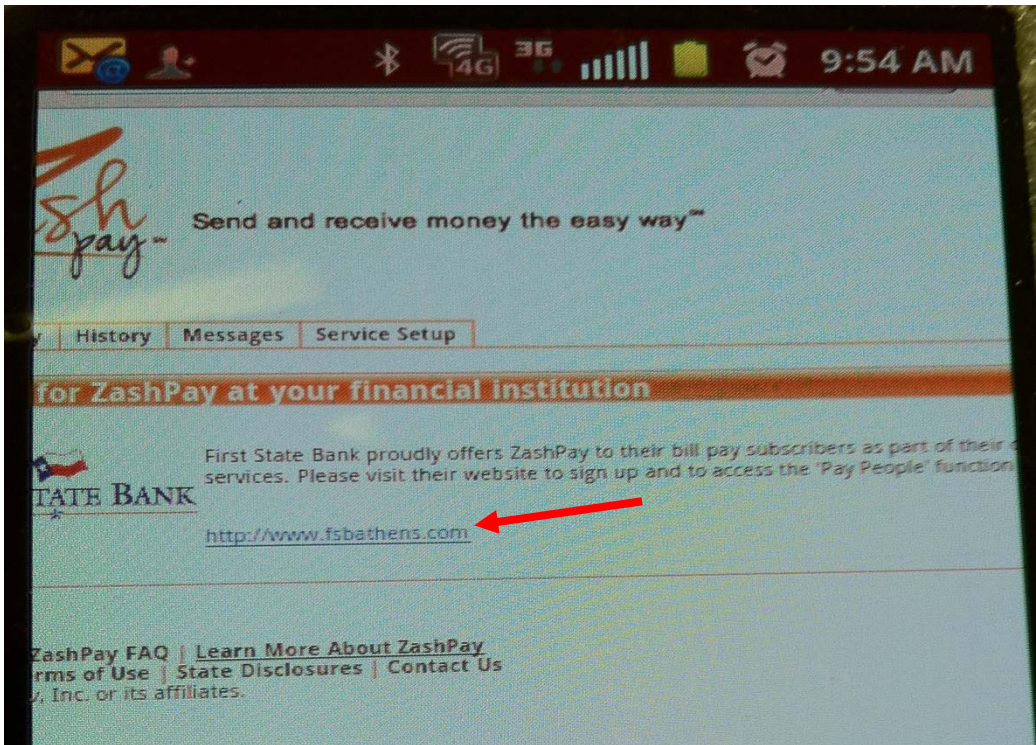 4G 3G 9:54 AM
Zash
pay
Send and receive money the easy way℠
y History Messages Service Setup
for ZashPay at your financial institution
First State Bank proudly offers ZashPay to their bill pay subscribers as part of their
services. Please visit their website to sign up and to access the 'Pay People' function
STATE BANK
http://www.fsbathens.com
ZashPay FAQ | Learn More About ZashPay
rms of Use | State Disclosures | Contact Us
, Inc. or its affiliates.